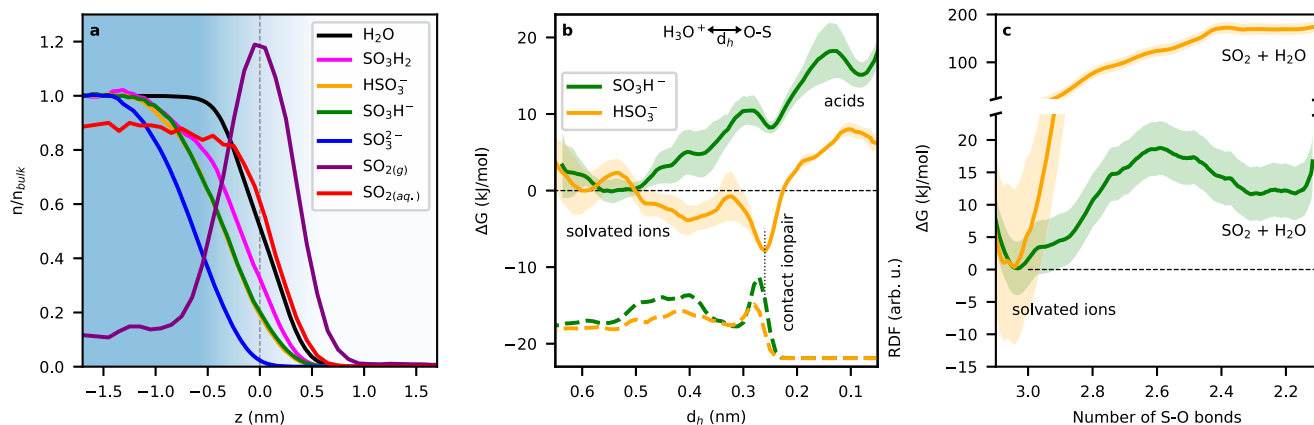 a
H₂O
SO₃H₂
HSO₃⁻
SO₃H⁻
SO₃²⁻
SO₂₍g₎
SO₂₍aq.₎
n/n_bulk
1.2
1.0
0.8
0.6
0.4
0.2
0.0
−1.5 −1.0 −0.5 0.0 0.5 1.0 1.5
z (nm)
b
H₃O⁺ ⟷ O-S
d_h
SO₃H⁻
HSO₃⁻
acids
solvated ions
contact ionpair
ΔG (kJ/mol)
20
10
0
−10
−20
RDF (arb. u.)
0.6 0.5 0.4 0.3 0.2 0.1
d_h (nm)
c
200
100
SO₂ + H₂O
20
15
10
5
0
−5
−10
−15
ΔG (kJ/mol)
SO₂ + H₂O
solvated ions
3.0 2.8 2.6 2.4 2.2
Number of S-O bonds